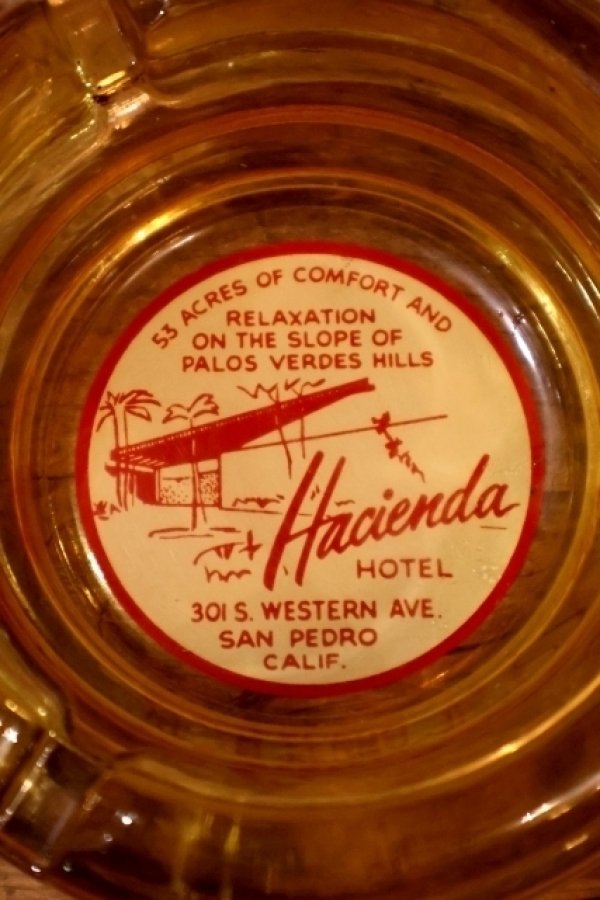 53 ACRES OF COMFORT AND
RELAXATION
ON THE SLOPE OF
PALOS VERDES HILLS
Hacienda
HOTEL
301 S. WESTERN AVE.
SAN PEDRO
CALIF.